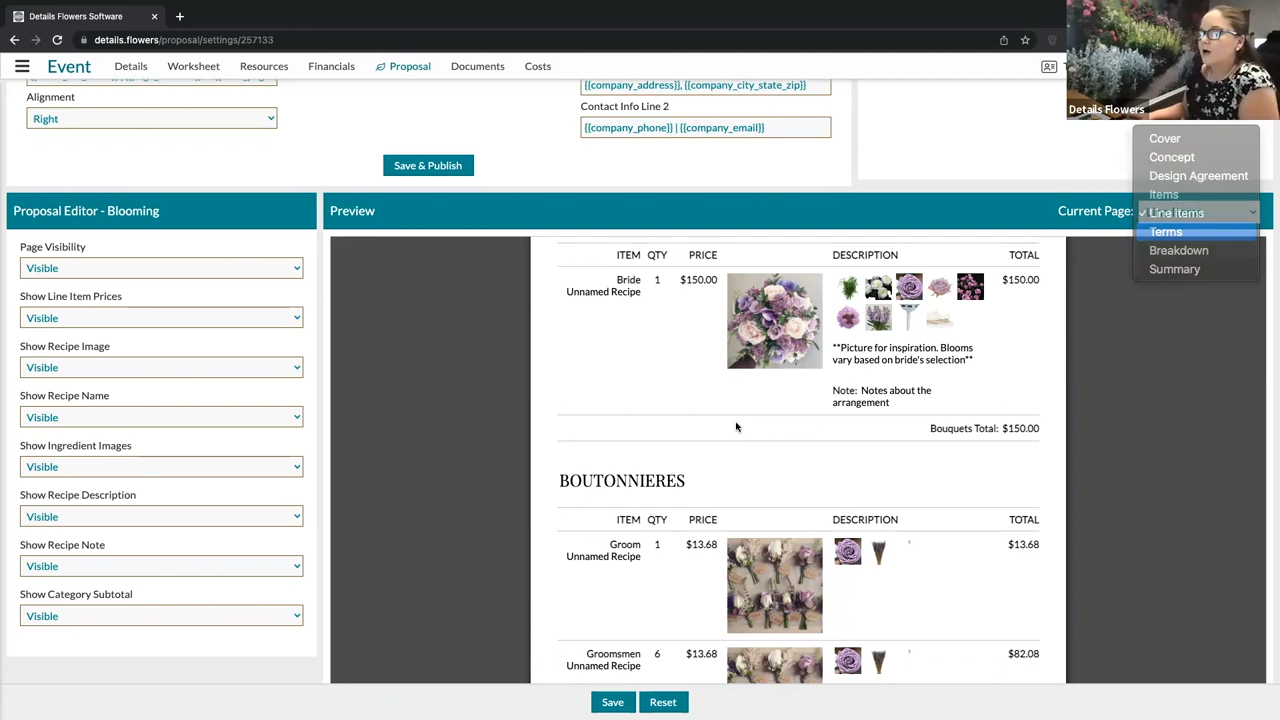 Details Flowers Software
details.flowers/proposal/settings/257133
Event Details Worksheet Resources Financials Proposal Documents Costs
Alignment
Right
{{company_address}}, {{company_city_state_zip}}
Contact Info Line 2
{{company_phone}} | {{company_email}}
Save & Publish
Details Flowers
Cover
Concept
Design Agreement
Items
Line Items
Terms
Breakdown
Summary
Proposal Editor - Blooming
Preview
Current Page:
Page Visibility
Visible
Show Line Item Prices
Visible
Show Recipe Image
Visible
Show Recipe Name
Visible
Show Ingredient Images
Visible
Show Recipe Description
Visible
Show Recipe Note
Visible
Show Category Subtotal
Visible
ITEM QTY PRICE DESCRIPTION TOTAL
Bride 1 $150.00 $150.00
Unnamed Recipe
**Picture for inspiration. Blooms
vary based on bride's selection**
Note: Notes about the
arrangement
Bouquets Total: $150.00
BOUTONNIERES
ITEM QTY PRICE DESCRIPTION TOTAL
Groom 1 $13.68 $13.68
Unnamed Recipe
Groomsmen 6 $13.68 $82.08
Unnamed Recipe
Save Reset